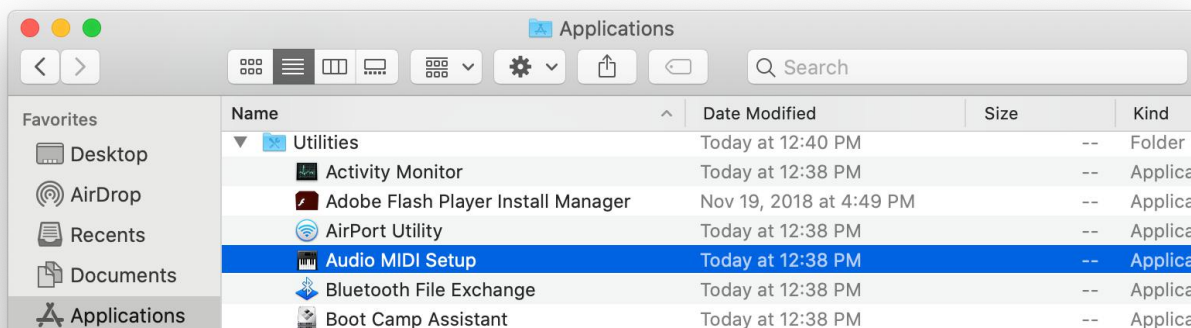 Applications
Search
Favorites
Desktop
AirDrop
Recents
Documents
Applications
Name Date Modified Size Kind
Utilities Today at 12:40 PM -- Folder
Activity Monitor Today at 12:38 PM -- Applica
Adobe Flash Player Install Manager Nov 19, 2018 at 4:49 PM -- Applica
AirPort Utility Today at 12:38 PM -- Applica
Audio MIDI Setup Today at 12:38 PM -- Applica
Bluetooth File Exchange Today at 12:38 PM -- Applica
Boot Camp Assistant Today at 12:38 PM -- Applica